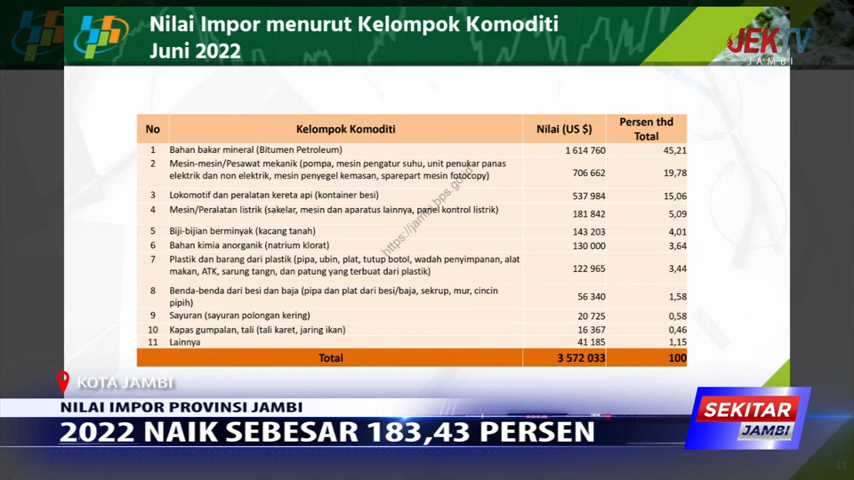 Nilai Impor menurut Kelompok Komoditi
Juni 2022
JEKTV
JAMBI
No Kelompok Komoditi Nilai (US $) Persen thd Total
1 Bahan bakar mineral (Bitumen Petroleum) 1 614 760 45,21
2 Mesin-mesin/Pesawat mekanik (pompa, mesin pengatur suhu, unit penukar panas
elektrik dan non elektrik, mesin penyegel kemasan, sparepart mesin fotocopy) 706 662 19,78
3 Lokomotif dan peralatan kereta api (kontainer besi) 537 984 15,06
4 Mesin/Peralatan listrik (sakelar, mesin dan aparatus lainnya, panel kontrol listrik) 181 842 5,09
5 Biji-bijian berminyak (kacang tanah) 143 203 4,01
6 Bahan kimia anorganik (natrium klorat) 130 000 3,64
7 Plastik dan barang dari plastik (pipa, ubin, plat, tutup botol, wadah penyimpanan, alat
makan, ATK, sarung tangn, dan patung yang terbuat dari plastik) 122 965 3,44
8 Benda-benda dari besi dan baja (pipa dan plat dari besi/baja, sekrup, mur, cincin
pipih) 56 340 1,58
9 Sayuran (sayuran polongan kering) 20 725 0,58
10 Kapas gumpalan, tali (tali karet, jaring ikan) 16 367 0,46
11 Lainnya 41 185 1,15
Total 3 572 033 100
https://jambi.bps.go.id
KOTA JAMBI
NILAI IMPOR PROVINSI JAMBI
2022 NAIK SEBESAR 183,43 PERSEN
SEKITAR
JAMBI
33